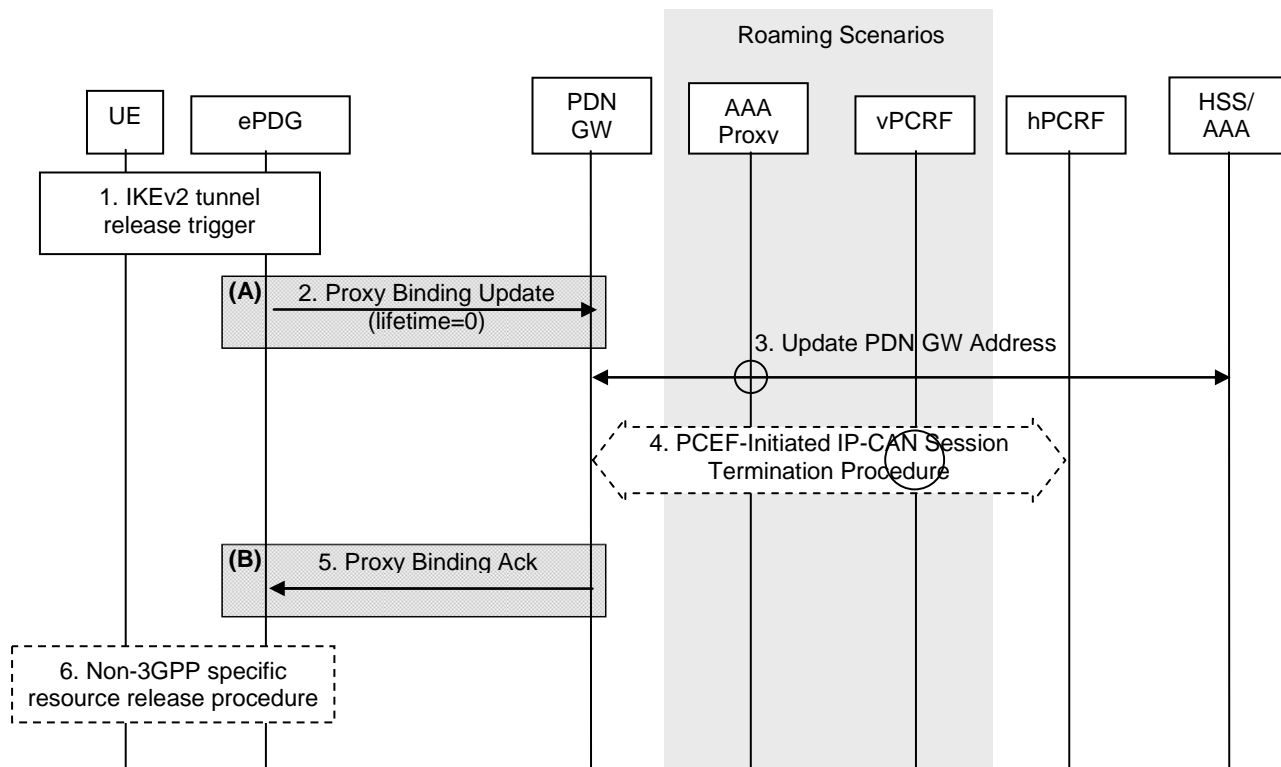 Roaming Scenarios
UE
ePDG
PDN
GW
AAA
Proxy
vPCRF
hPCRF
HSS/
AAA
1. IKEv2 tunnel
release trigger
(A)
2. Proxy Binding Update
(lifetime=0)
3. Update PDN GW Address
4. PCEF-Initiated IP-CAN Session
Termination Procedure
(B)
5. Proxy Binding Ack
6. Non-3GPP specific
resource release procedure